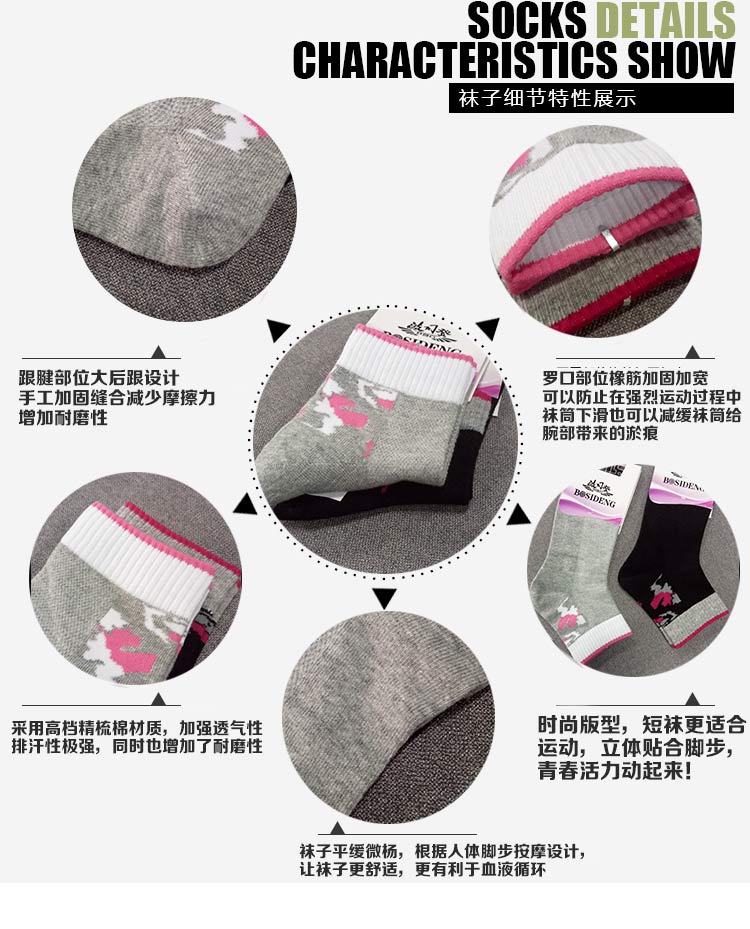 SOCKS DETAILS
CHARACTERISTICS SHOW
袜子细节特性展示
跟腱部位大后跟设计
手工加固缝合减少摩擦力
增加耐磨性
罗口部位橡筋加固加宽
可以防止在强烈运动过程中
袜筒下滑也可以减缓袜筒给
腕部带来的淤痕
BOSIDENG
BOSIDENG
BOSIDENG
采用高档精梳棉材质，加强透气性
排汗性极强，同时也增加了耐磨性
时尚版型，短袜更适合
运动，立体贴合脚步，
青春活力动起来！
袜子平缓微杨，根据人体脚步按摩设计，
让袜子更舒适，更有利于血液循环